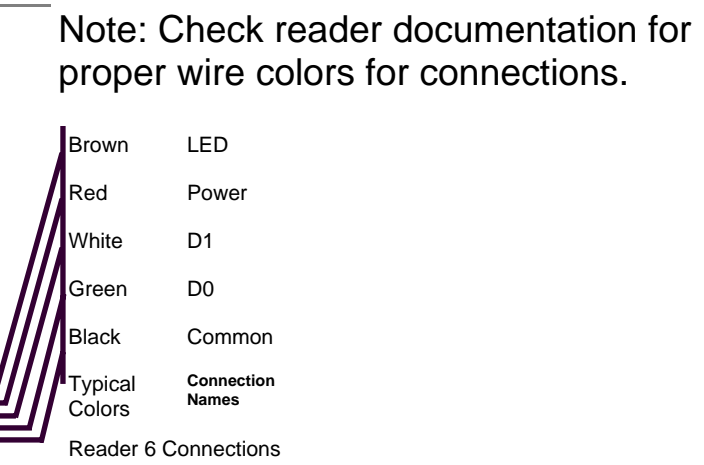 Note: Check reader documentation for
proper wire colors for connections.
Brown LED
Red Power
White D1
Green D0
Black Common
Typical Connection
Colors Names
Reader 6 Connections